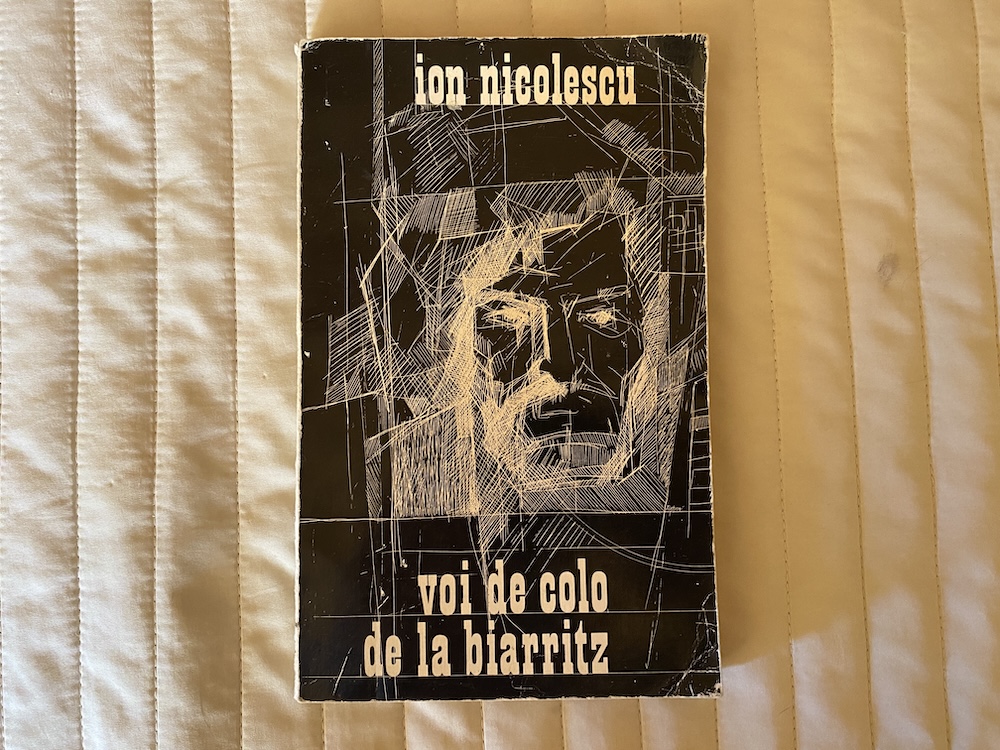 ion nicolescu
voi de colo
de la biarritz